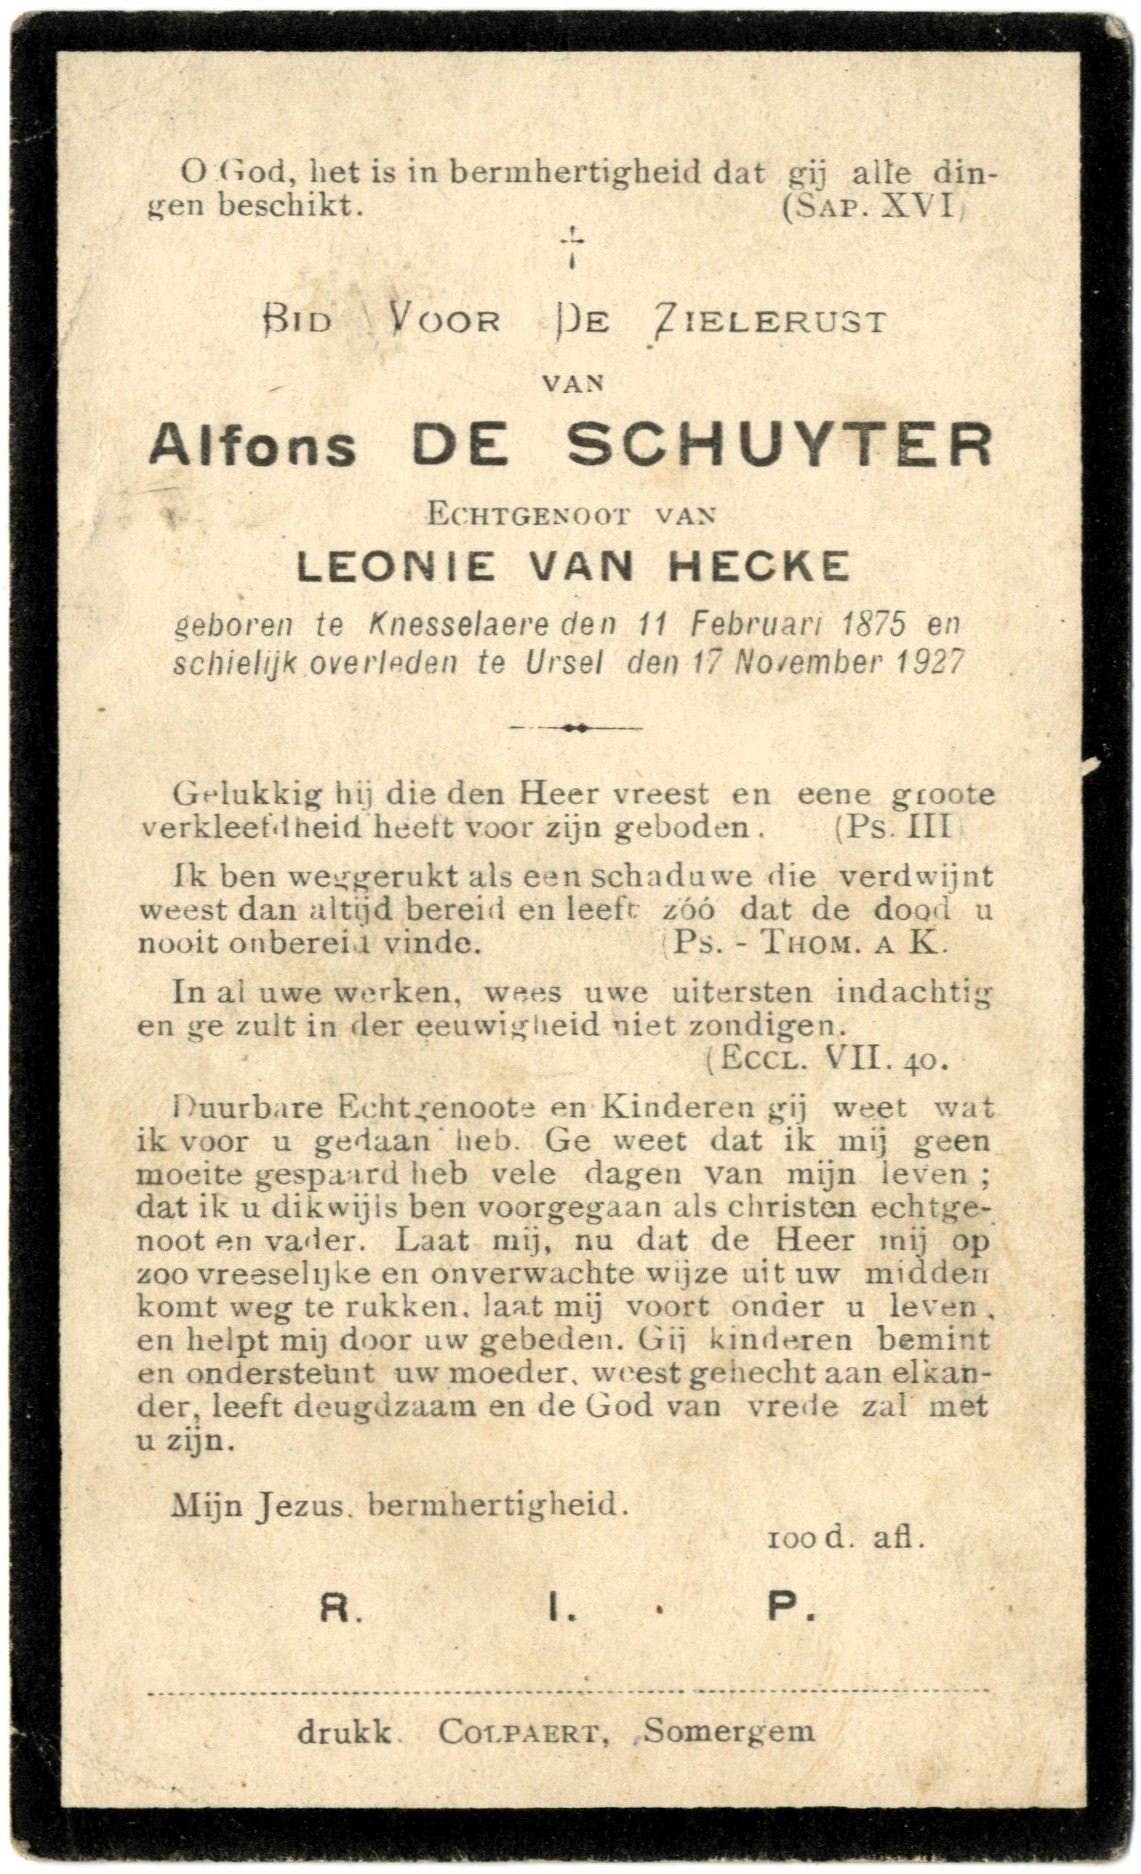 O God, het is in bermhertigheid dat gij alle din-
gen beschikt. (SAP. XVI)
BID VOOR DE ZIELERUST
VAN
Alfons DE SCHUYTER
ECHTGENOOT VAN
LEONIE VAN HECKE
geboren te Knesselaere den 11 Februari 1875 en
schielijk overleden te Ursel den 17 November 1927
Gelukkig hij die den Heer vreest en eene groote
verkleefdheid heeft voor zijn geboden. (Ps. III)
Ik ben weggerukt als een schaduwe die verdwijnt
weest dan altijd bereid en leeft zóó dat de dood u
nooit onbereid vinde. (Ps. - THOM. A K.
In al uwe werken, wees uwe uitersten indachtig
en ge zult in der eeuwigheid niet zondigen.
(ECCL. VII. 40.
Duurbare Echtgenoote en Kinderen gij weet wat
ik voor u gedaan heb. Ge weet dat ik mij geen
moeite gespaard heb vele dagen van mijn leven ;
dat ik u dikwijls ben voorgegaan als christen echtge-
noot en vader. Laat mij, nu dat de Heer mij op
zoo vreeselijke en onverwachte wijze uit uw midden
komt weg te rukken, laat mij voort onder u leven,
en helpt mij door uw gebeden. Gij kinderen bemint
en ondersteunt uw moeder, weest gehecht aan elkan-
der, leeft deugdzaam en de God van vrede zal met
u zijn.
Mijn Jezus, bermhertigheid.
100 d. afl.
R. I. P.
drukk. COLPAERT, Somergem